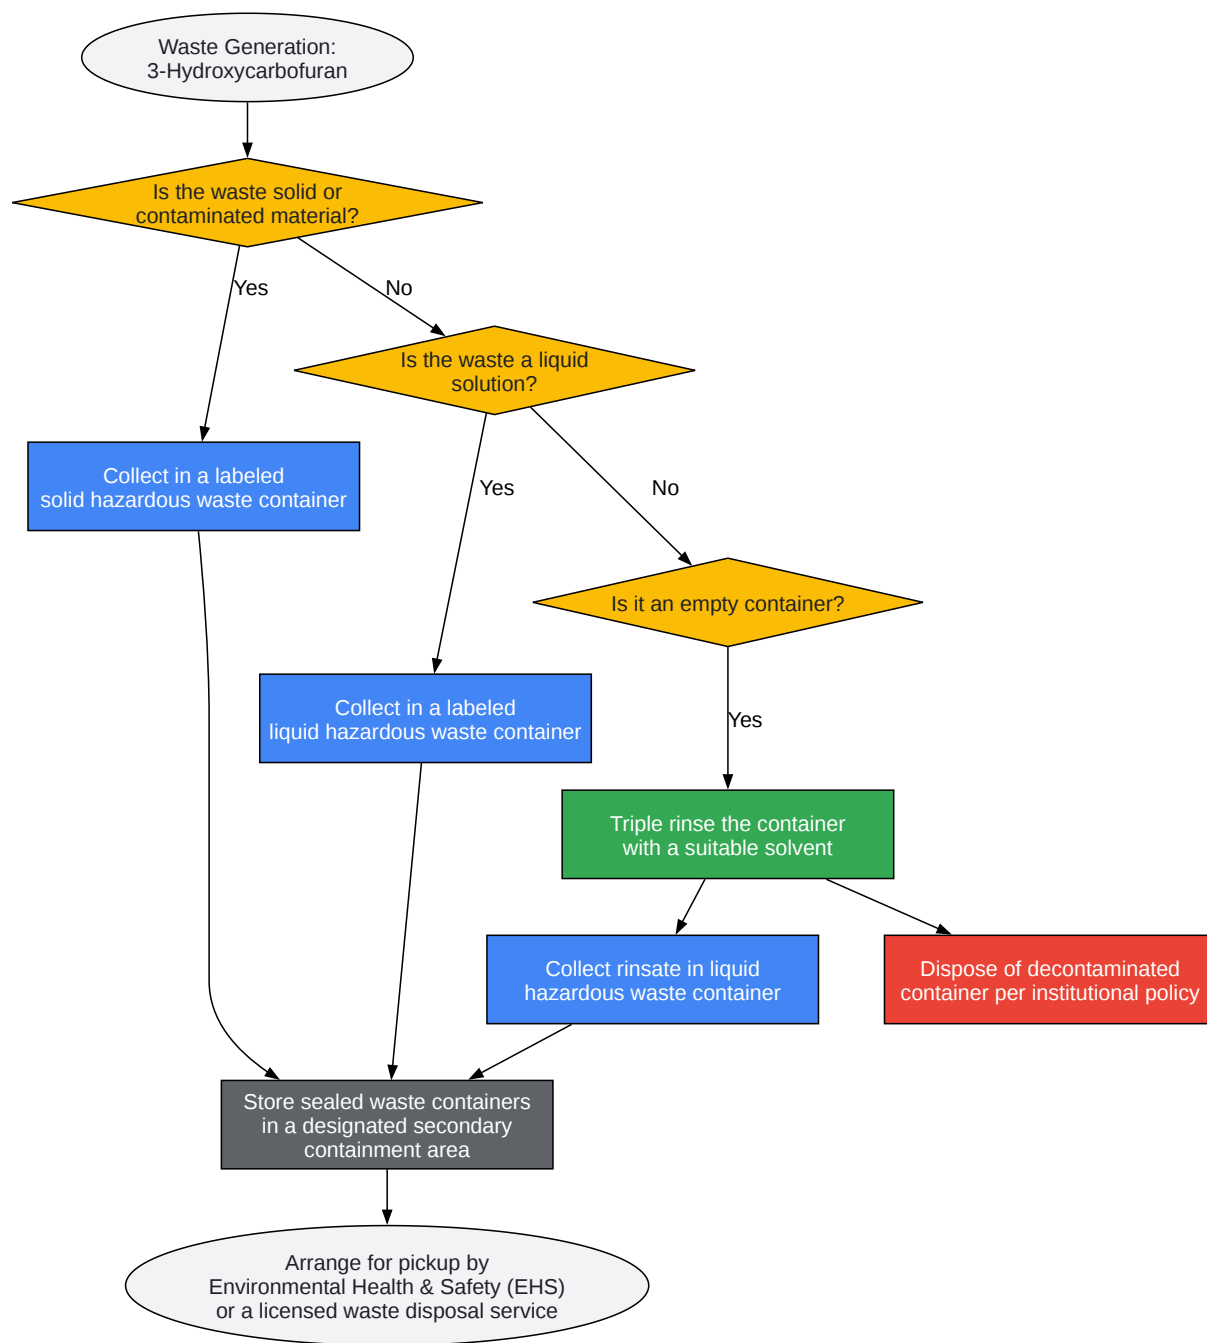 Waste Generation:
3-Hydroxycarbofuran
Is the waste solid or
contaminated material?
Yes
No
Is the waste a liquid
solution?
Collect in a labeled
solid hazardous waste container
Yes
No
Is it an empty container?
Collect in a labeled
liquid hazardous waste container
Yes
Triple rinse the container
with a suitable solvent
Collect rinsate in liquid
hazardous waste container
Dispose of decontaminated
container per institutional policy
Store sealed waste containers
in a designated secondary
containment area
Arrange for pickup by
Environmental Health & Safety (EHS)
or a licensed waste disposal service